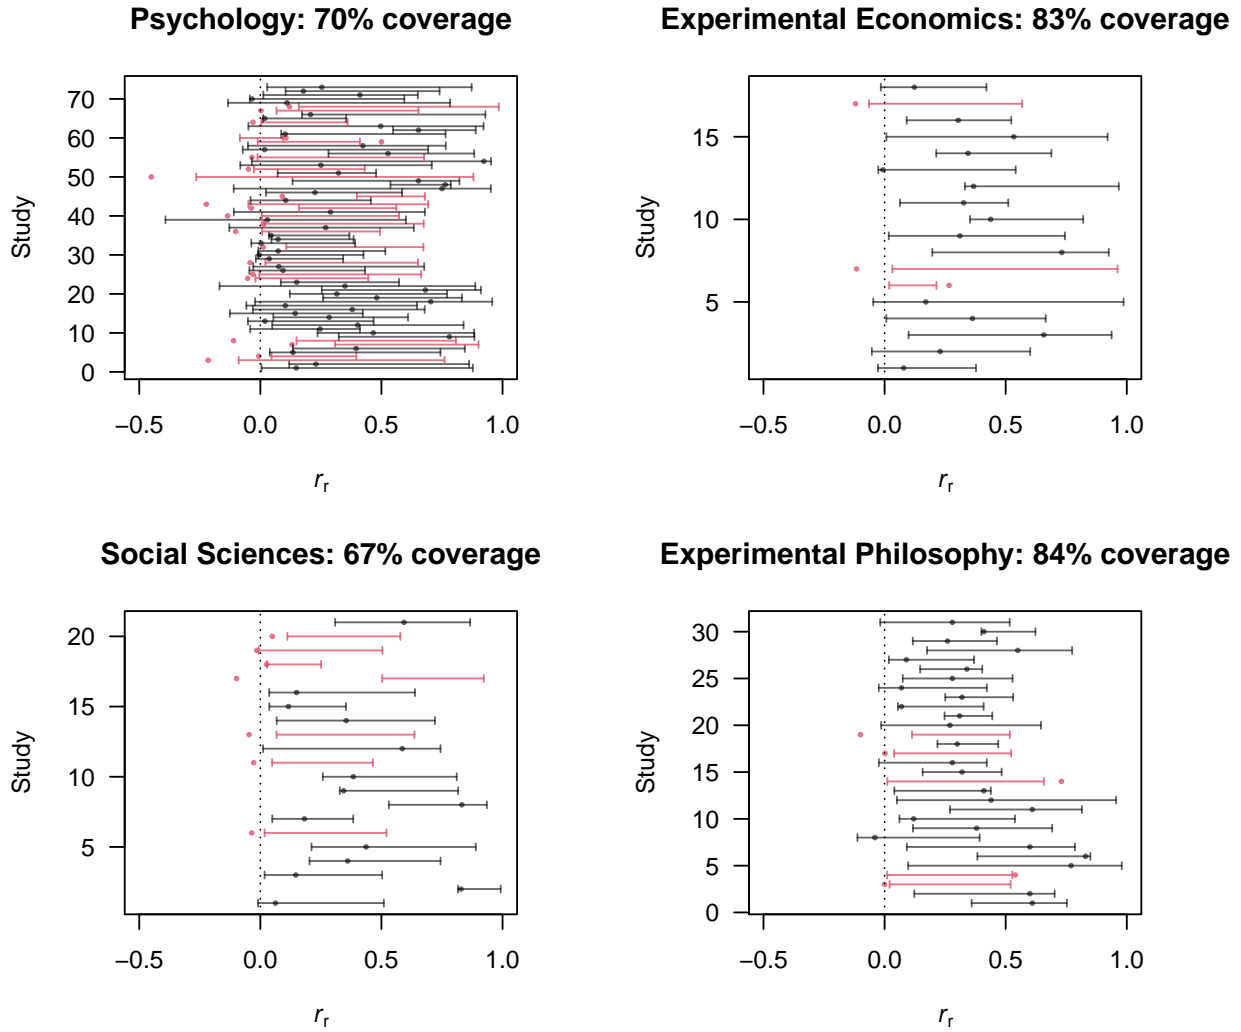 Psychology: 70% coverage
70
60
50
40
30
20
10
0
Study
−0.5 0.0 0.5 1.0
rr
Experimental Economics: 83% coverage
15
10
5
Study
−0.5 0.0 0.5 1.0
rr
Social Sciences: 67% coverage
20
15
10
5
Study
−0.5 0.0 0.5 1.0
rr
Experimental Philosophy: 84% coverage
30
25
20
15
10
5
0
Study
−0.5 0.0 0.5 1.0
rr